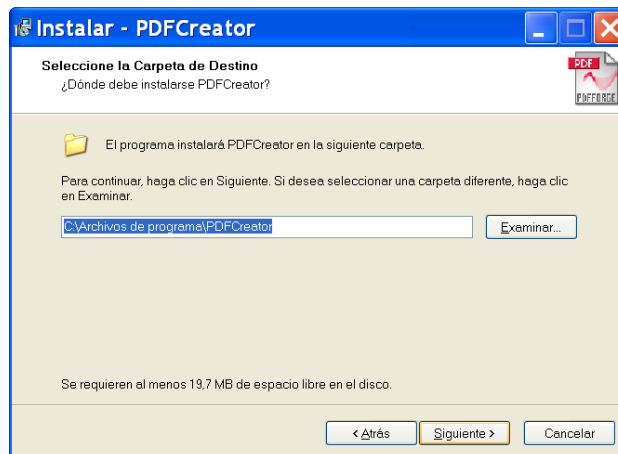 Instalar - PDFCreator
Seleccione la Carpeta de Destino
¿Dónde debe instalarse PDFCreator?
PDF
PDFFORGE
El programa instalará PDFCreator en la siguiente carpeta.
Para continuar, haga clic en Siguiente. Si desea seleccionar una carpeta diferente, haga clic
en Examinar.
C:\Archivos de programa\PDFCreator
Examinar...
Se requieren al menos 19,7 MB de espacio libre en el disco.
< Atrás
Siguiente >
Cancelar